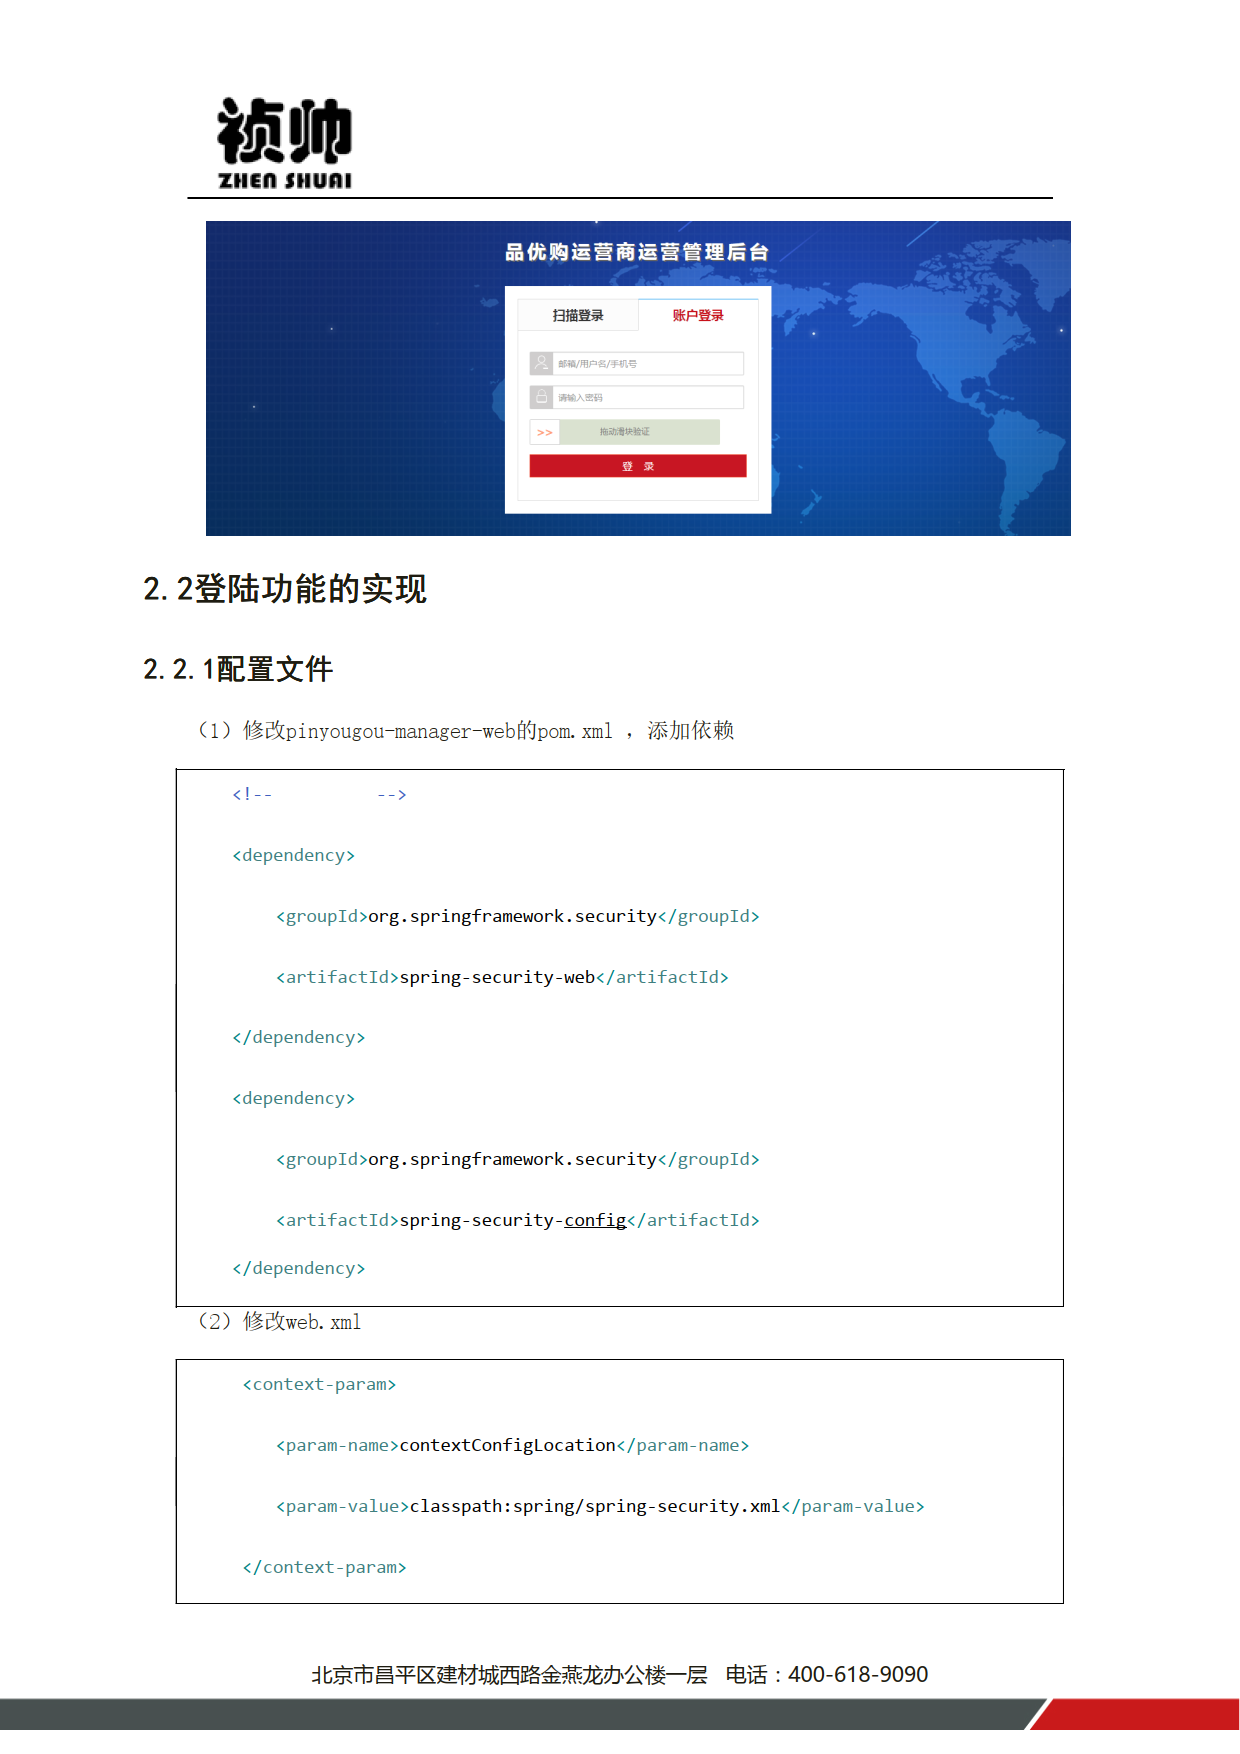 祯帅
ZHEN SHUAI
品优购运营商运营管理后台
扫描登录 账户登录
邮箱/用户名/手机号
请输入密码
>> 拖动滑块验证
登 录
2.2登陆功能的实现
2.2.1配置文件
（1）修改pinyougou-manager-web的pom.xml ，添加依赖
<!-- -->
<dependency>
<groupId>org.springframework.security</groupId>
<artifactId>spring-security-web</artifactId>
</dependency>
<dependency>
<groupId>org.springframework.security</groupId>
<artifactId>spring-security-config</artifactId>
</dependency>
（2）修改web.xml
<context-param>
<param-name>contextConfigLocation</param-name>
<param-value>classpath:spring/spring-security.xml</param-value>
</context-param>
北京市昌平区建材城西路金燕龙办公楼一层 电话：400-618-9090